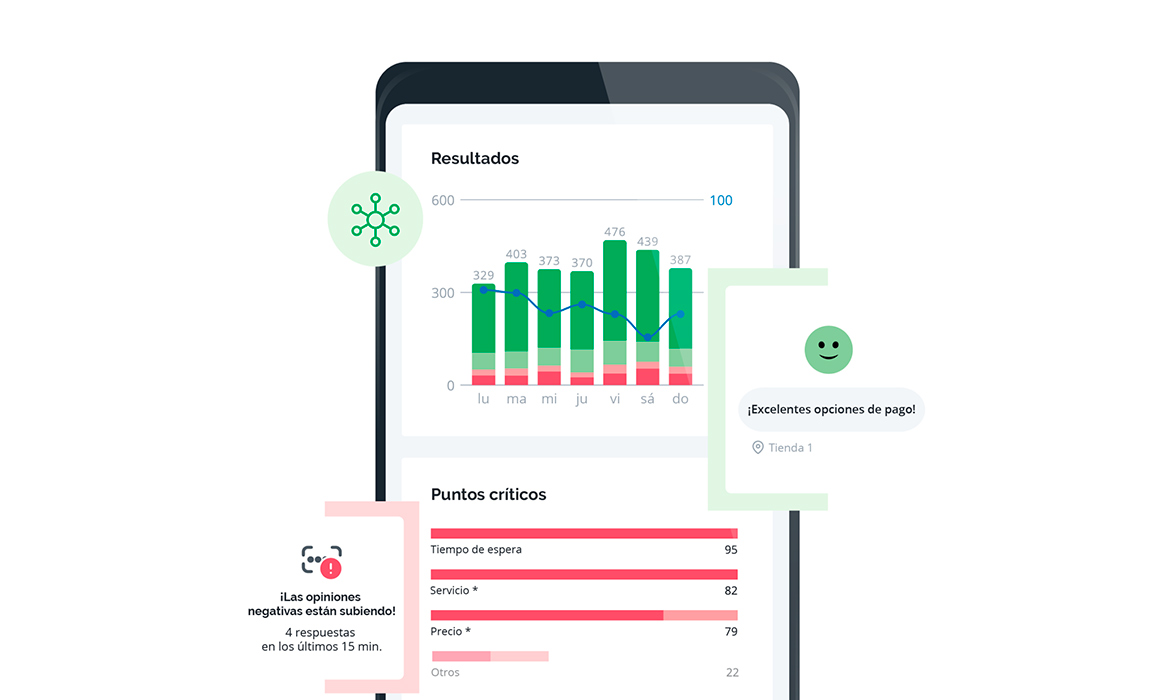 Resultados
600
100
329
403
373
370
476
439
387
300
0
lu ma mi ju vi sá do
¡Excelentes opciones de pago!
Tienda 1
Puntos críticos
Tiempo de espera 95
Servicio * 82
Precio * 79
Otros 22
¡Las opiniones
negativas están subiendo!
4 respuestas
en los últimos 15 min.